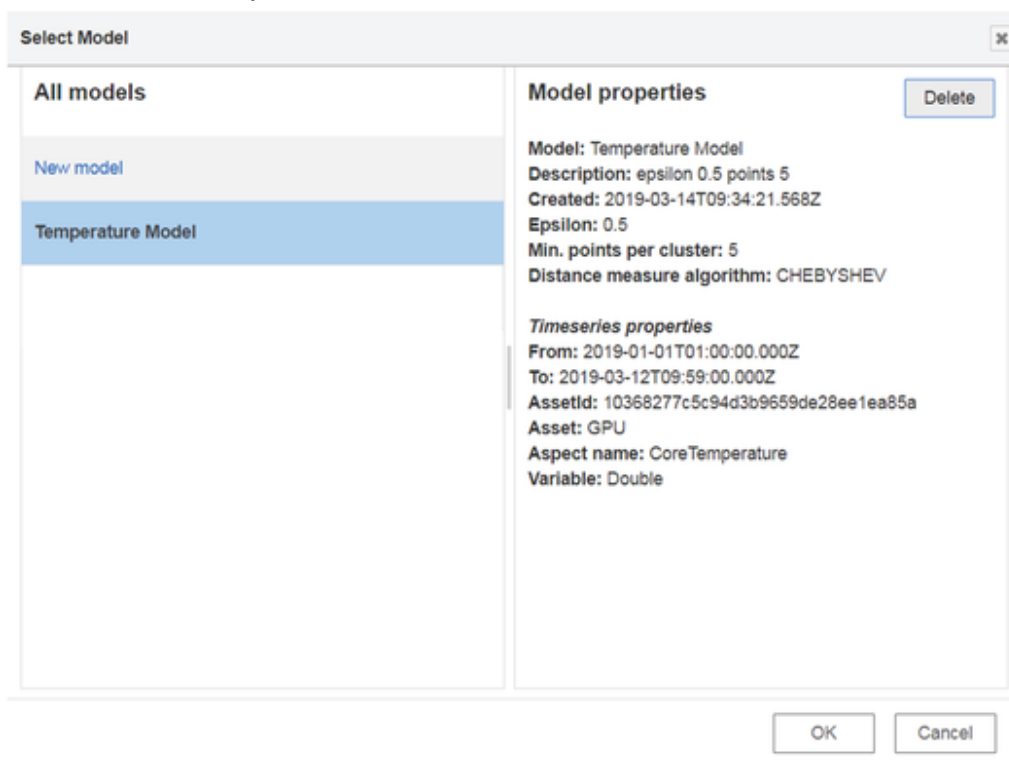 Select Model
All models
New model
Temperature Model
Model properties
Delete
Model: Temperature Model
Description: epsilon 0.5 points 5
Created: 2019-03-14T09:34:21.568Z
Epsilon: 0.5
Min. points per cluster: 5
Distance measure algorithm: CHEBYSHEV
Timeseries properties
From: 2019-01-01T01:00:00.000Z
To: 2019-03-12T09:59:00.000Z
AssetId: 10368277c5c94d3b9659de28ee1ea85a
Asset: GPU
Aspect name: CoreTemperature
Variable: Double
OK
Cancel